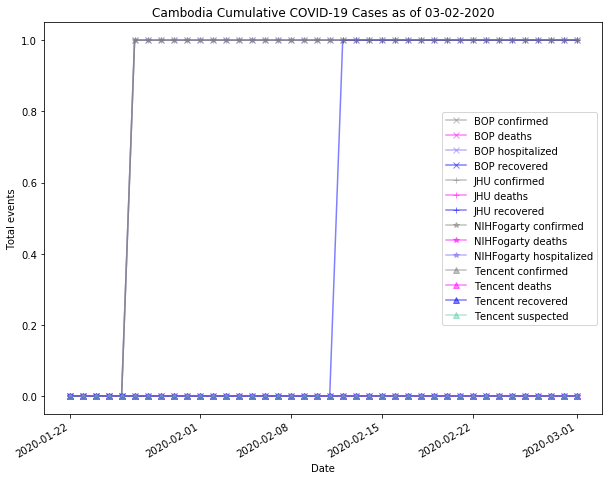 Cambodia Cumulative COVID-19 Cases as of 03-02-2020
1.0
0.8
0.6
0.4
0.2
0.0
Total events
BOP confirmed
BOP deaths
BOP hospitalized
BOP recovered
JHU confirmed
JHU deaths
JHU recovered
NIHFogarty confirmed
NIHFogarty deaths
NIHFogarty hospitalized
Tencent confirmed
Tencent deaths
Tencent recovered
Tencent suspected
2020-01-22
2020-02-01
2020-02-08
2020-02-15
2020-02-22
2020-03-01
Date